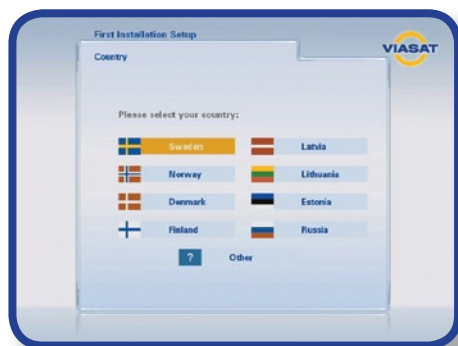 First Installation Setup
VIASAT
Country
Please select your country:
Sweden Latvia
Norway Lithuania
Denmark Estonia
Finland Russia
? Other